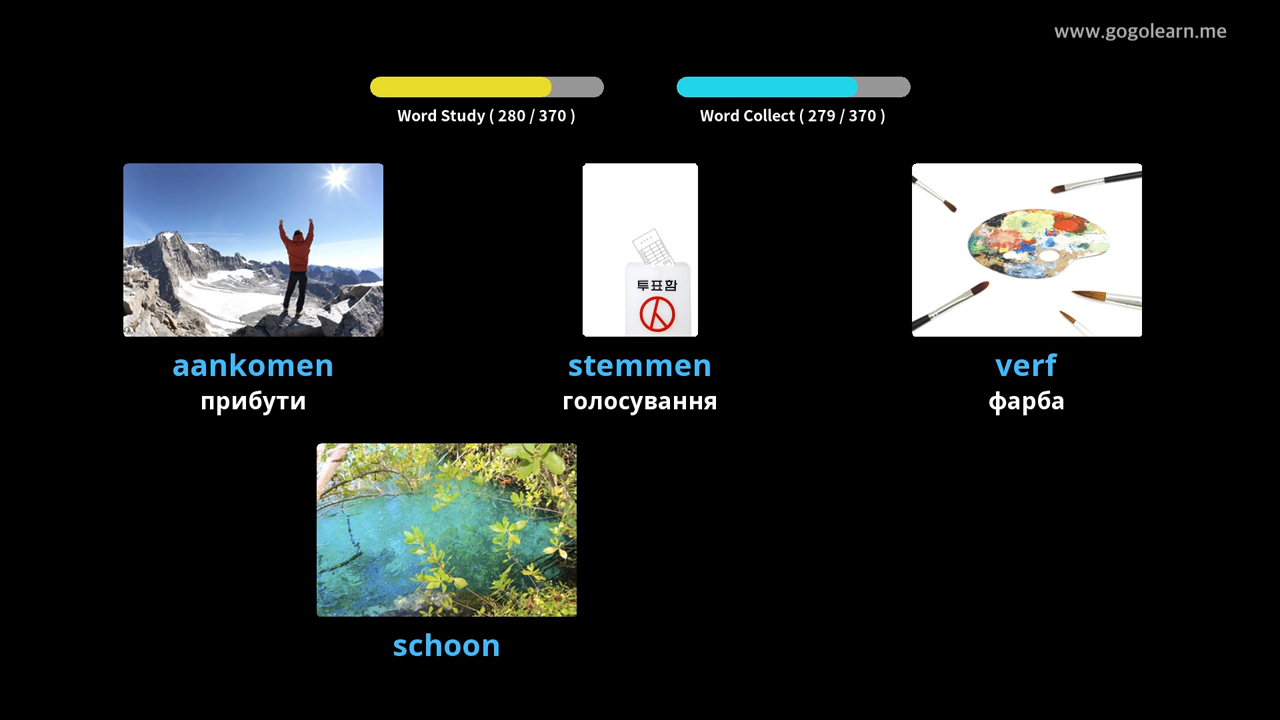 www.gogolearn.me
Word Study ( 280 / 370 )
Word Collect ( 279 / 370 )
투표함
aankomen
stemmen
verf
прибути
голосування
фарба
schoon